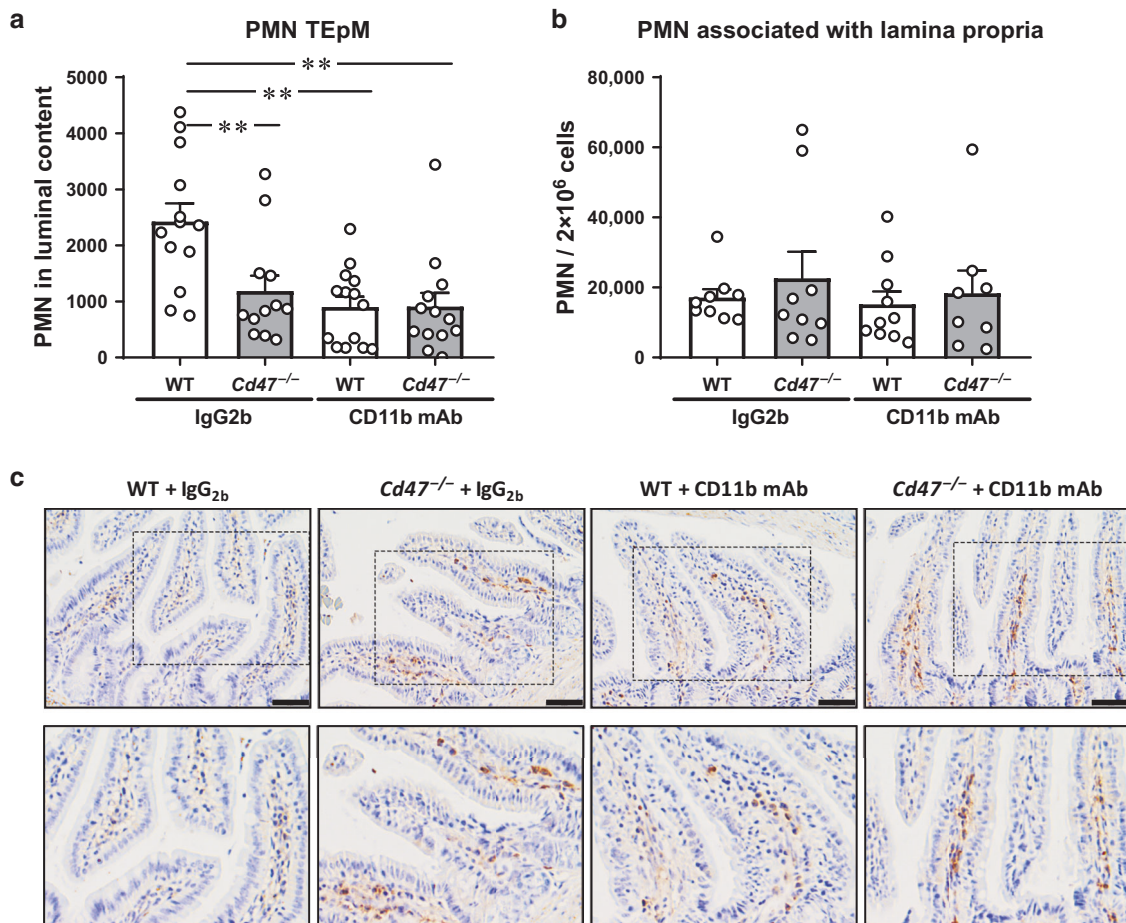 a
PMN TEpM
PMN in luminal content
5000
4000
3000
2000
1000
0
**
**
**
WT
Cd47−/−
WT
Cd47−/−
IgG2b
CD11b mAb
b
PMN associated with lamina propria
PMN / 2×10⁶ cells
80,000
60,000
40,000
20,000
0
WT
Cd47−/−
WT
Cd47−/−
IgG2b
CD11b mAb
c
WT + IgG2b
Cd47−/− + IgG2b
WT + CD11b mAb
Cd47−/− + CD11b mAb